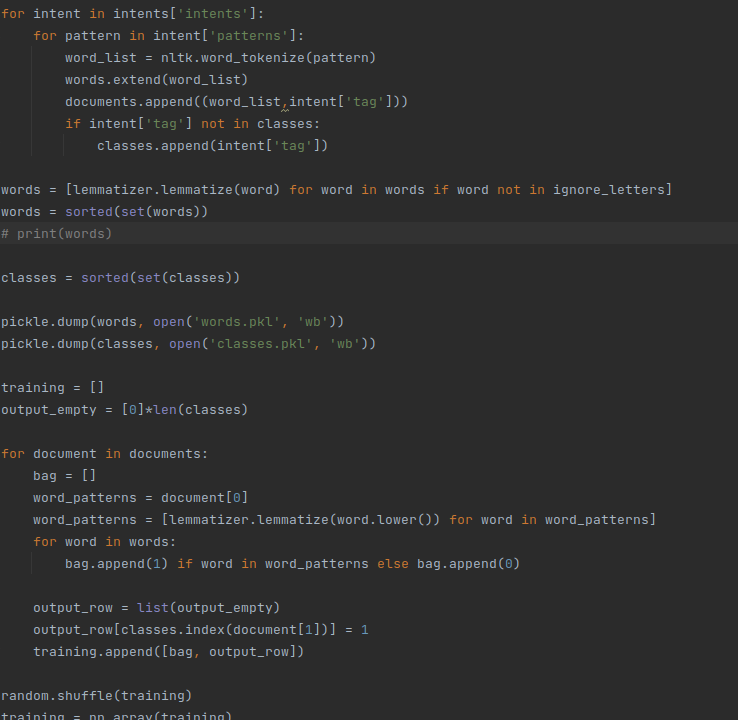 for intent in intents['intents']:
    for pattern in intent['patterns']:
        word_list = nltk.word_tokenize(pattern)
        words.extend(word_list)
        documents.append((word_list,intent['tag']))
        if intent['tag'] not in classes:
            classes.append(intent['tag'])
words = [lemmatizer.lemmatize(word) for word in words if word not in ignore_letters]
words = sorted(set(words))
# print(words)
classes = sorted(set(classes))
pickle.dump(words, open('words.pkl', 'wb'))
pickle.dump(classes, open('classes.pkl', 'wb'))
training = []
output_empty = [0]*len(classes)
for document in documents:
    bag = []
    word_patterns = document[0]
    word_patterns = [lemmatizer.lemmatize(word.lower()) for word in word_patterns]
    for word in words:
        bag.append(1) if word in word_patterns else bag.append(0)
    output_row = list(output_empty)
    output_row[classes.index(document[1])] = 1
    training.append([bag, output_row])
random.shuffle(training)
training = np.array(training)